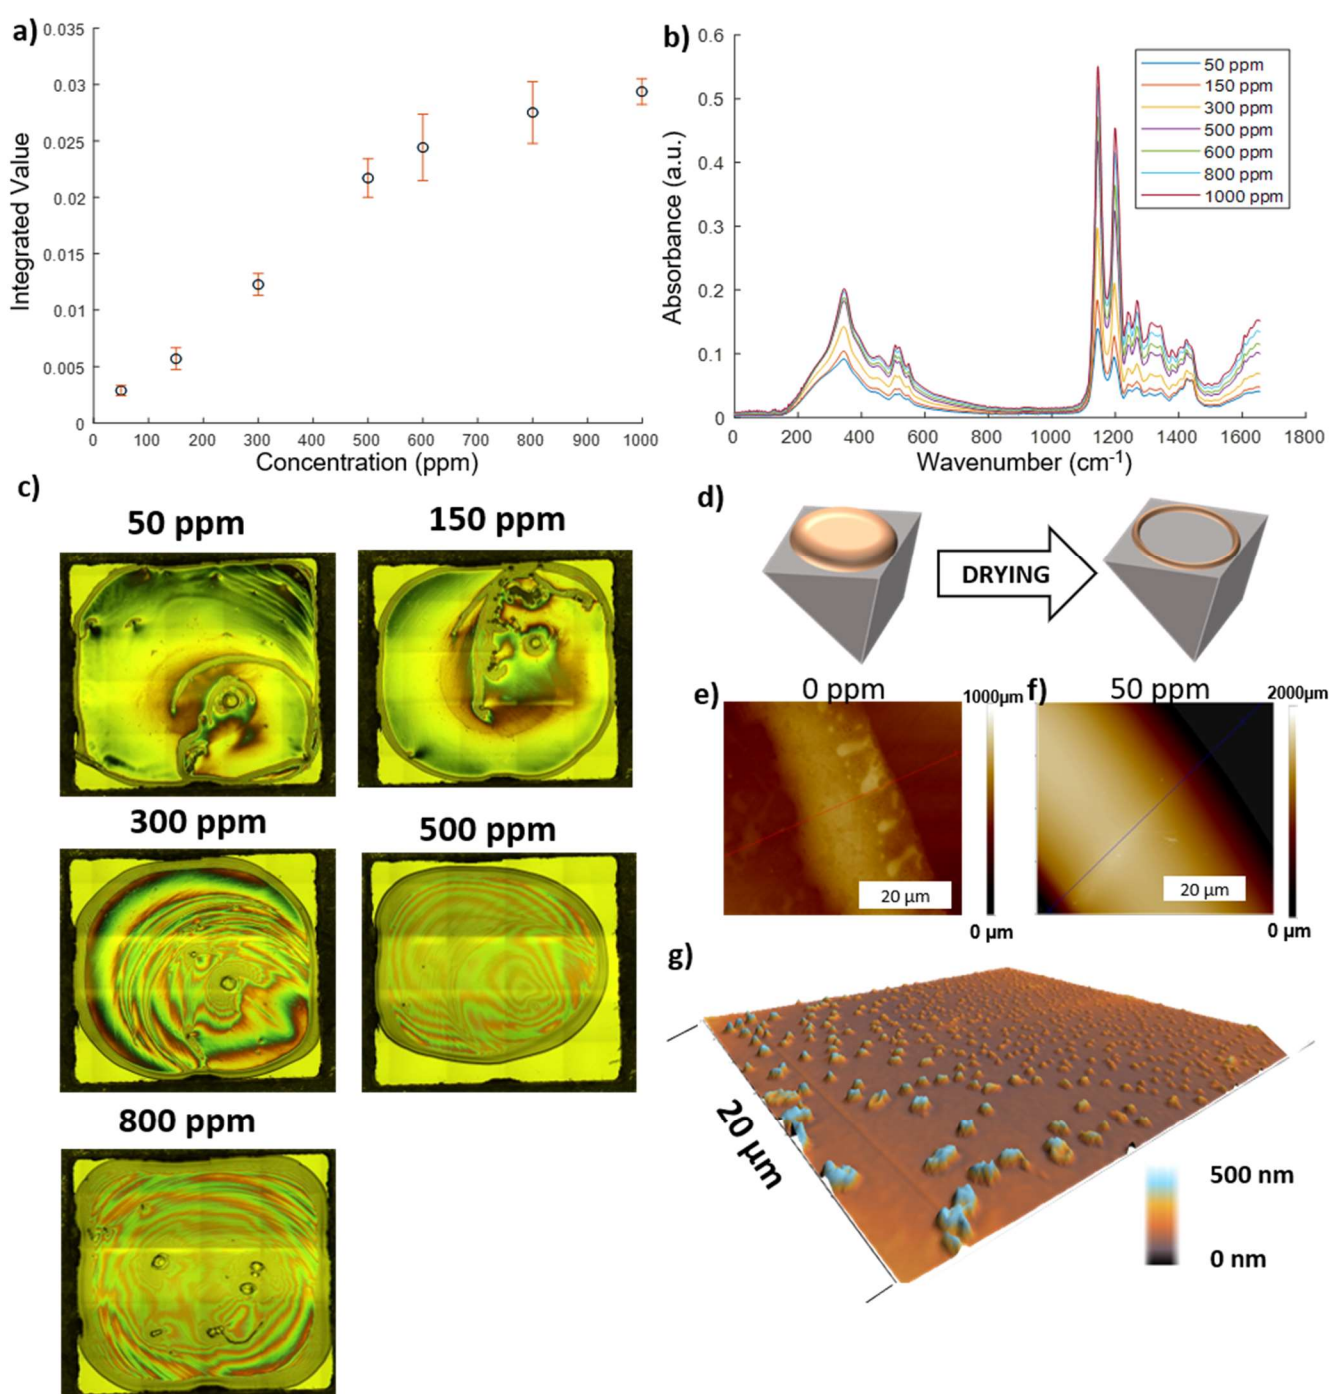 a)
0.035
0.03
0.025
0.02
0.015
0.01
0.005
0
Integrated Value
0 100 200 300 400 500 600 700 800 900 1000
Concentration (ppm)
b)
0.6
0.5
0.4
0.3
0.2
0.1
0
Absorbance (a.u.)
50 ppm
150 ppm
300 ppm
500 ppm
600 ppm
800 ppm
1000 ppm
0 200 400 600 800 1000 1200 1400 1600 1800
Wavenumber (cm-1)
c)
50 ppm
150 ppm
300 ppm
500 ppm
800 ppm
d)
DRYING
e)
0 ppm
1000µm
20 µm
0 µm
f)
50 ppm
2000µm
20 µm
0 µm
g)
20 µm
500 nm
0 nm